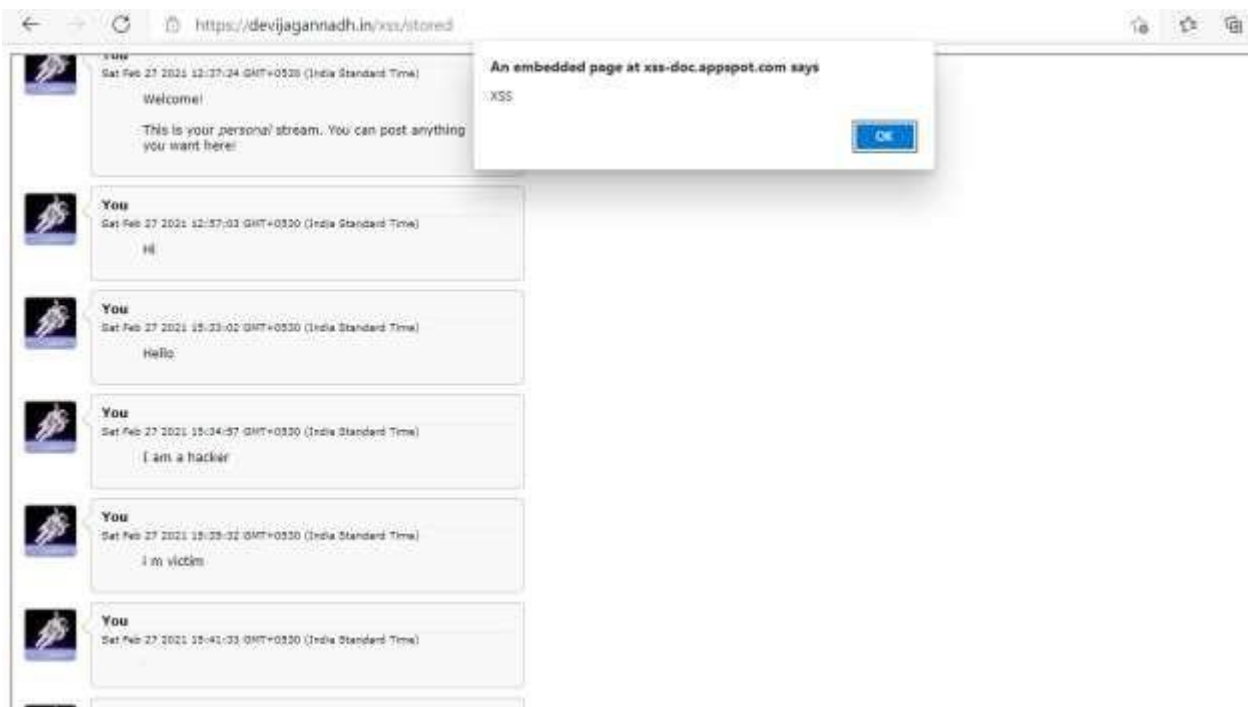 https://devijagannadh.in/xss/stored
An embedded page at xss-doc.appspot.com says
XSS
OK
You
Sat Feb 27 2021 12:37:24 GMT+0530 (India Standard Time)
Welcome!
This is your personal stream. You can post anything
you want here!
You
Sat Feb 27 2021 12:57:03 GMT+0530 (India Standard Time)
Hi
You
Sat Feb 27 2021 15:33:02 GMT+0530 (India Standard Time)
Hello
You
Sat Feb 27 2021 15:34:57 GMT+0530 (India Standard Time)
I am a hacker
You
Sat Feb 27 2021 15:35:32 GMT+0530 (India Standard Time)
i m victim
You
Sat Feb 27 2021 15:41:33 GMT+0530 (India Standard Time)